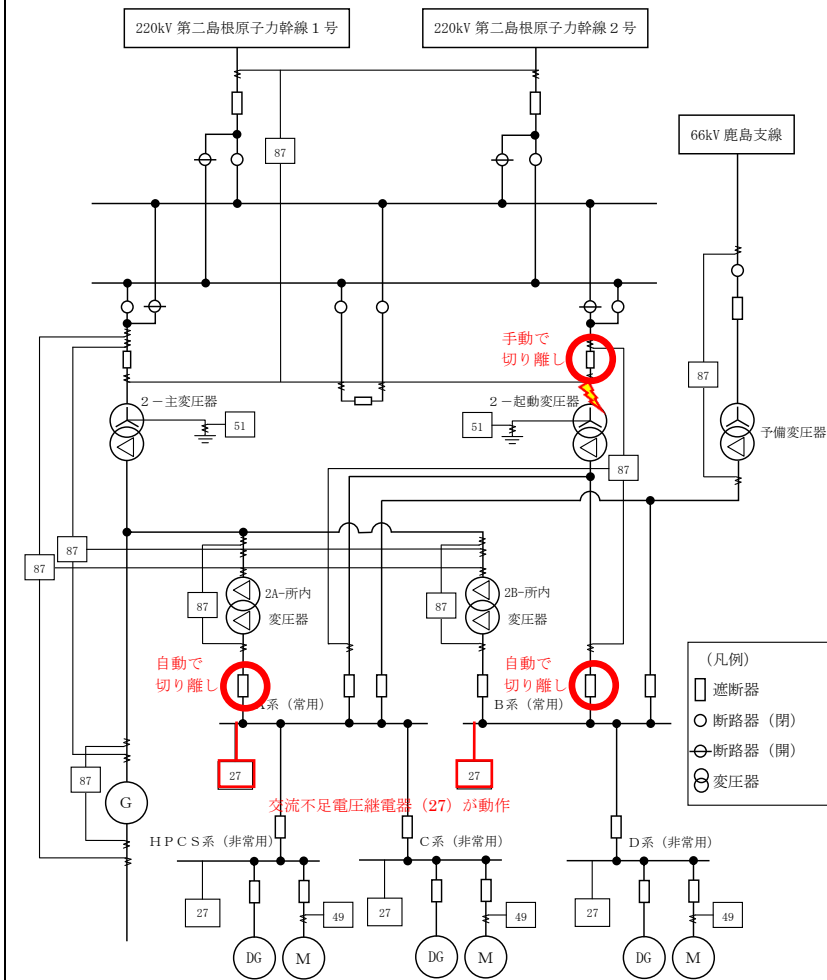 220kV 第二島根原子力幹線１号
220kV 第二島根原子力幹線２号
66kV 鹿島支線
87
手動で
切り離し
87
２－主変圧器
２－起動変圧器
51
51
予備変圧器
87
87
87
2A-所内
変圧器
87
2B-所内
変圧器
87
自動で
切り離し
自動で
切り離し
A系（常用）
B系（常用）
(凡例)
遮断器
断路器（閉）
断路器（開）
変圧器
27
27
87
G
交流不足電圧継電器（27）が動作
ＨＰＣＳ系（非常用）
Ｃ系（非常用）
Ｄ系（非常用）
27
49
27
49
27
49
DG
M
DG
M
DG
M